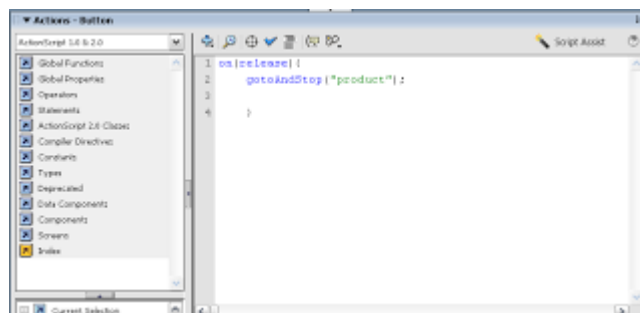 ▼ Actions - Button
ActionScript 1.0 & 2.0
Script Assist
Global Functions
Global Properties
Operators
Statements
ActionScript 2.0 Classes
Compiler Directives
Constants
Types
Deprecated
Data Components
Components
Screens
Index
Current Selection
1 on(release){
2 gotoAndStop("product");
3
4 }